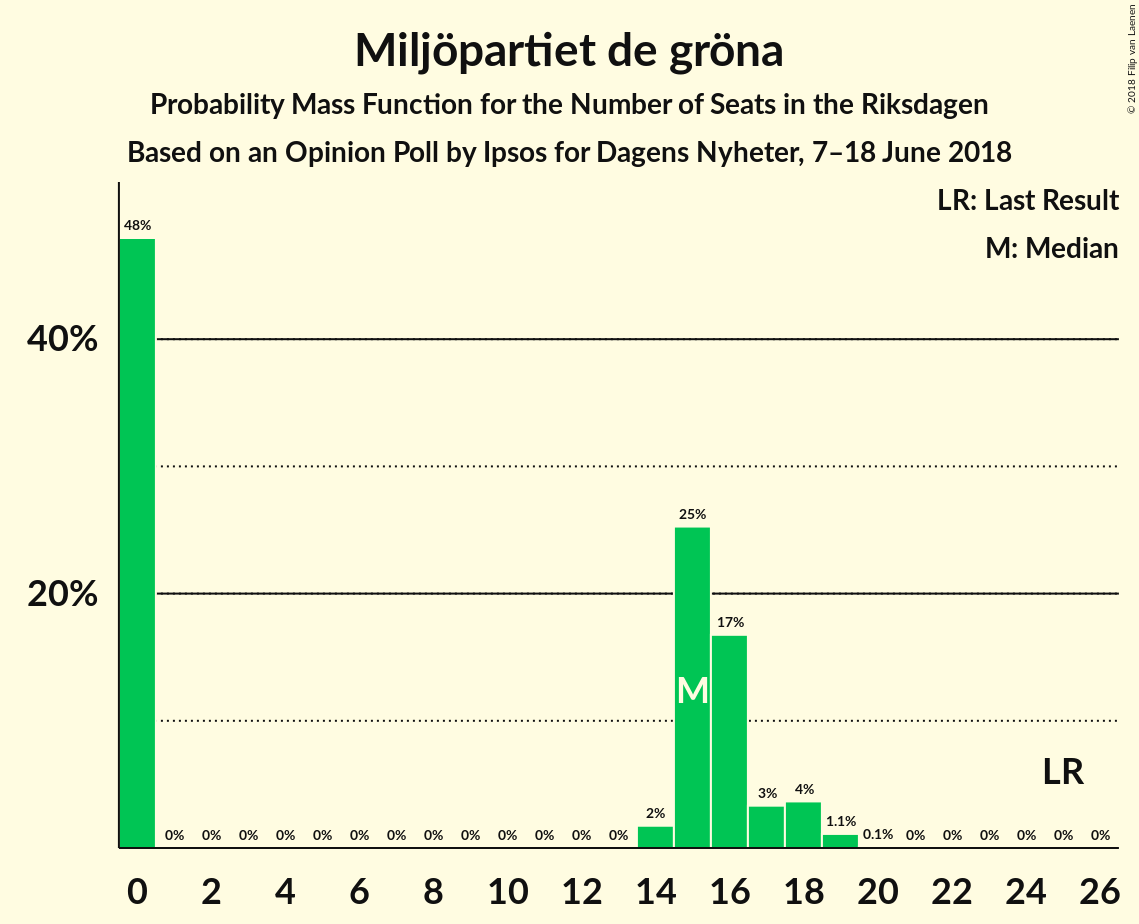 Miljöpartiet de gröna
Probability Mass Function for the Number of Seats in the Riksdagen
Based on an Opinion Poll by Ipsos for Dagens Nyheter, 7–18 June 2018
© 2018 Filip van Laenen
LR: Last Result
M: Median
48%
40%
25%
20%
17%
M
LR
2% 3% 4% 1.1% 0.1%
0% 0% 0% 0% 0% 0% 0% 0% 0% 0% 0% 0% 0% 0% 0% 0% 0% 0% 0%
0 2 4 6 8 10 12 14 16 18 20 22 24 26